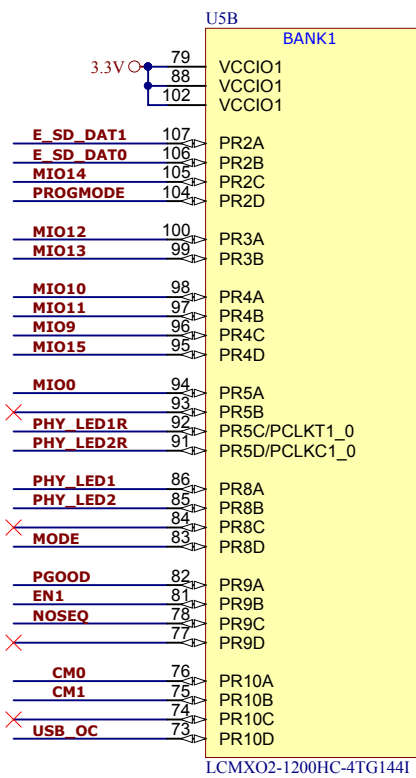 U5B
BANK1
3.3V 79 VCCIO1
88 VCCIO1
102 VCCIO1
E_SD_DAT1 107 PR2A
E_SD_DAT0 106 PR2B
MIO14 105 PR2C
PROGMODE 104 PR2D
MIO12 100 PR3A
MIO13 99 PR3B
MIO10 98 PR4A
MIO11 97 PR4B
MIO9 96 PR4C
MIO15 95 PR4D
MIO0 94 PR5A
93 PR5B
PHY_LED1R 92 PR5C/PCLKT1_0
PHY_LED2R 91 PR5D/PCLKC1_0
PHY_LED1 86 PR8A
PHY_LED2 85 PR8B
84 PR8C
MODE 83 PR8D
PGOOD 82 PR9A
EN1 81 PR9B
NOSEQ 78 PR9C
77 PR9D
CM0 76 PR10A
CM1 75 PR10B
74 PR10C
USB_OC 73 PR10D
LCMXO2-1200HC-4TG144I